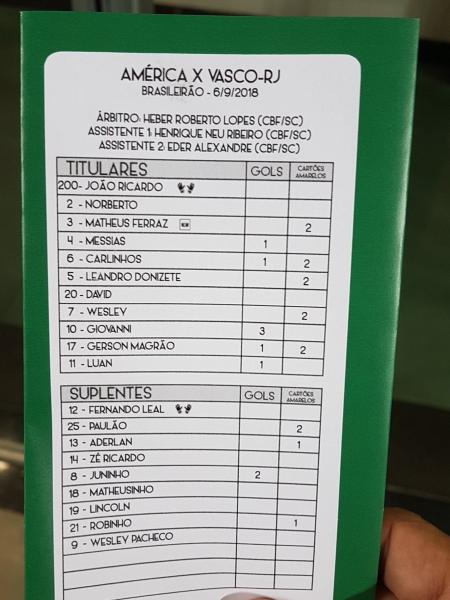 AMÉRICA X VASCO-RJ
BRASILEIRÃO - 6/9/2018
ÁRBITRO: HEBER ROBERTO LOPES (CBF/SC)
ASSISTENTE 1: HENRIQUE NEU RIBEIRO (CBF/SC)
ASSISTENTE 2: EDER ALEXANDRE (CBF/SC)
TITULARES GOLS CARTÕES AMARELOS
200- JOÃO RICARDO
2 - NORBERTO
3 - MATHEUS FERRAZ 2
4 - MESSIAS 1
6 - CARLINHOS 1 2
5 - LEANDRO DONIZETE 2
20 - DAVID
7 - WESLEY 2
10 - GIOVANNI 3
17 - GERSON MAGRÃO 1 2
11 - LUAN 1
SUPLENTES GOLS CARTÕES AMARELOS
12 - FERNANDO LEAL
25 - PAULÃO 2
13 - ADERLAN 1
14 - ZÉ RICARDO
8 - JUNINHO 2
18 - MATHEUSINHO
19 - LINCOLN
21 - ROBINHO 1
9 - WESLEY PACHECO